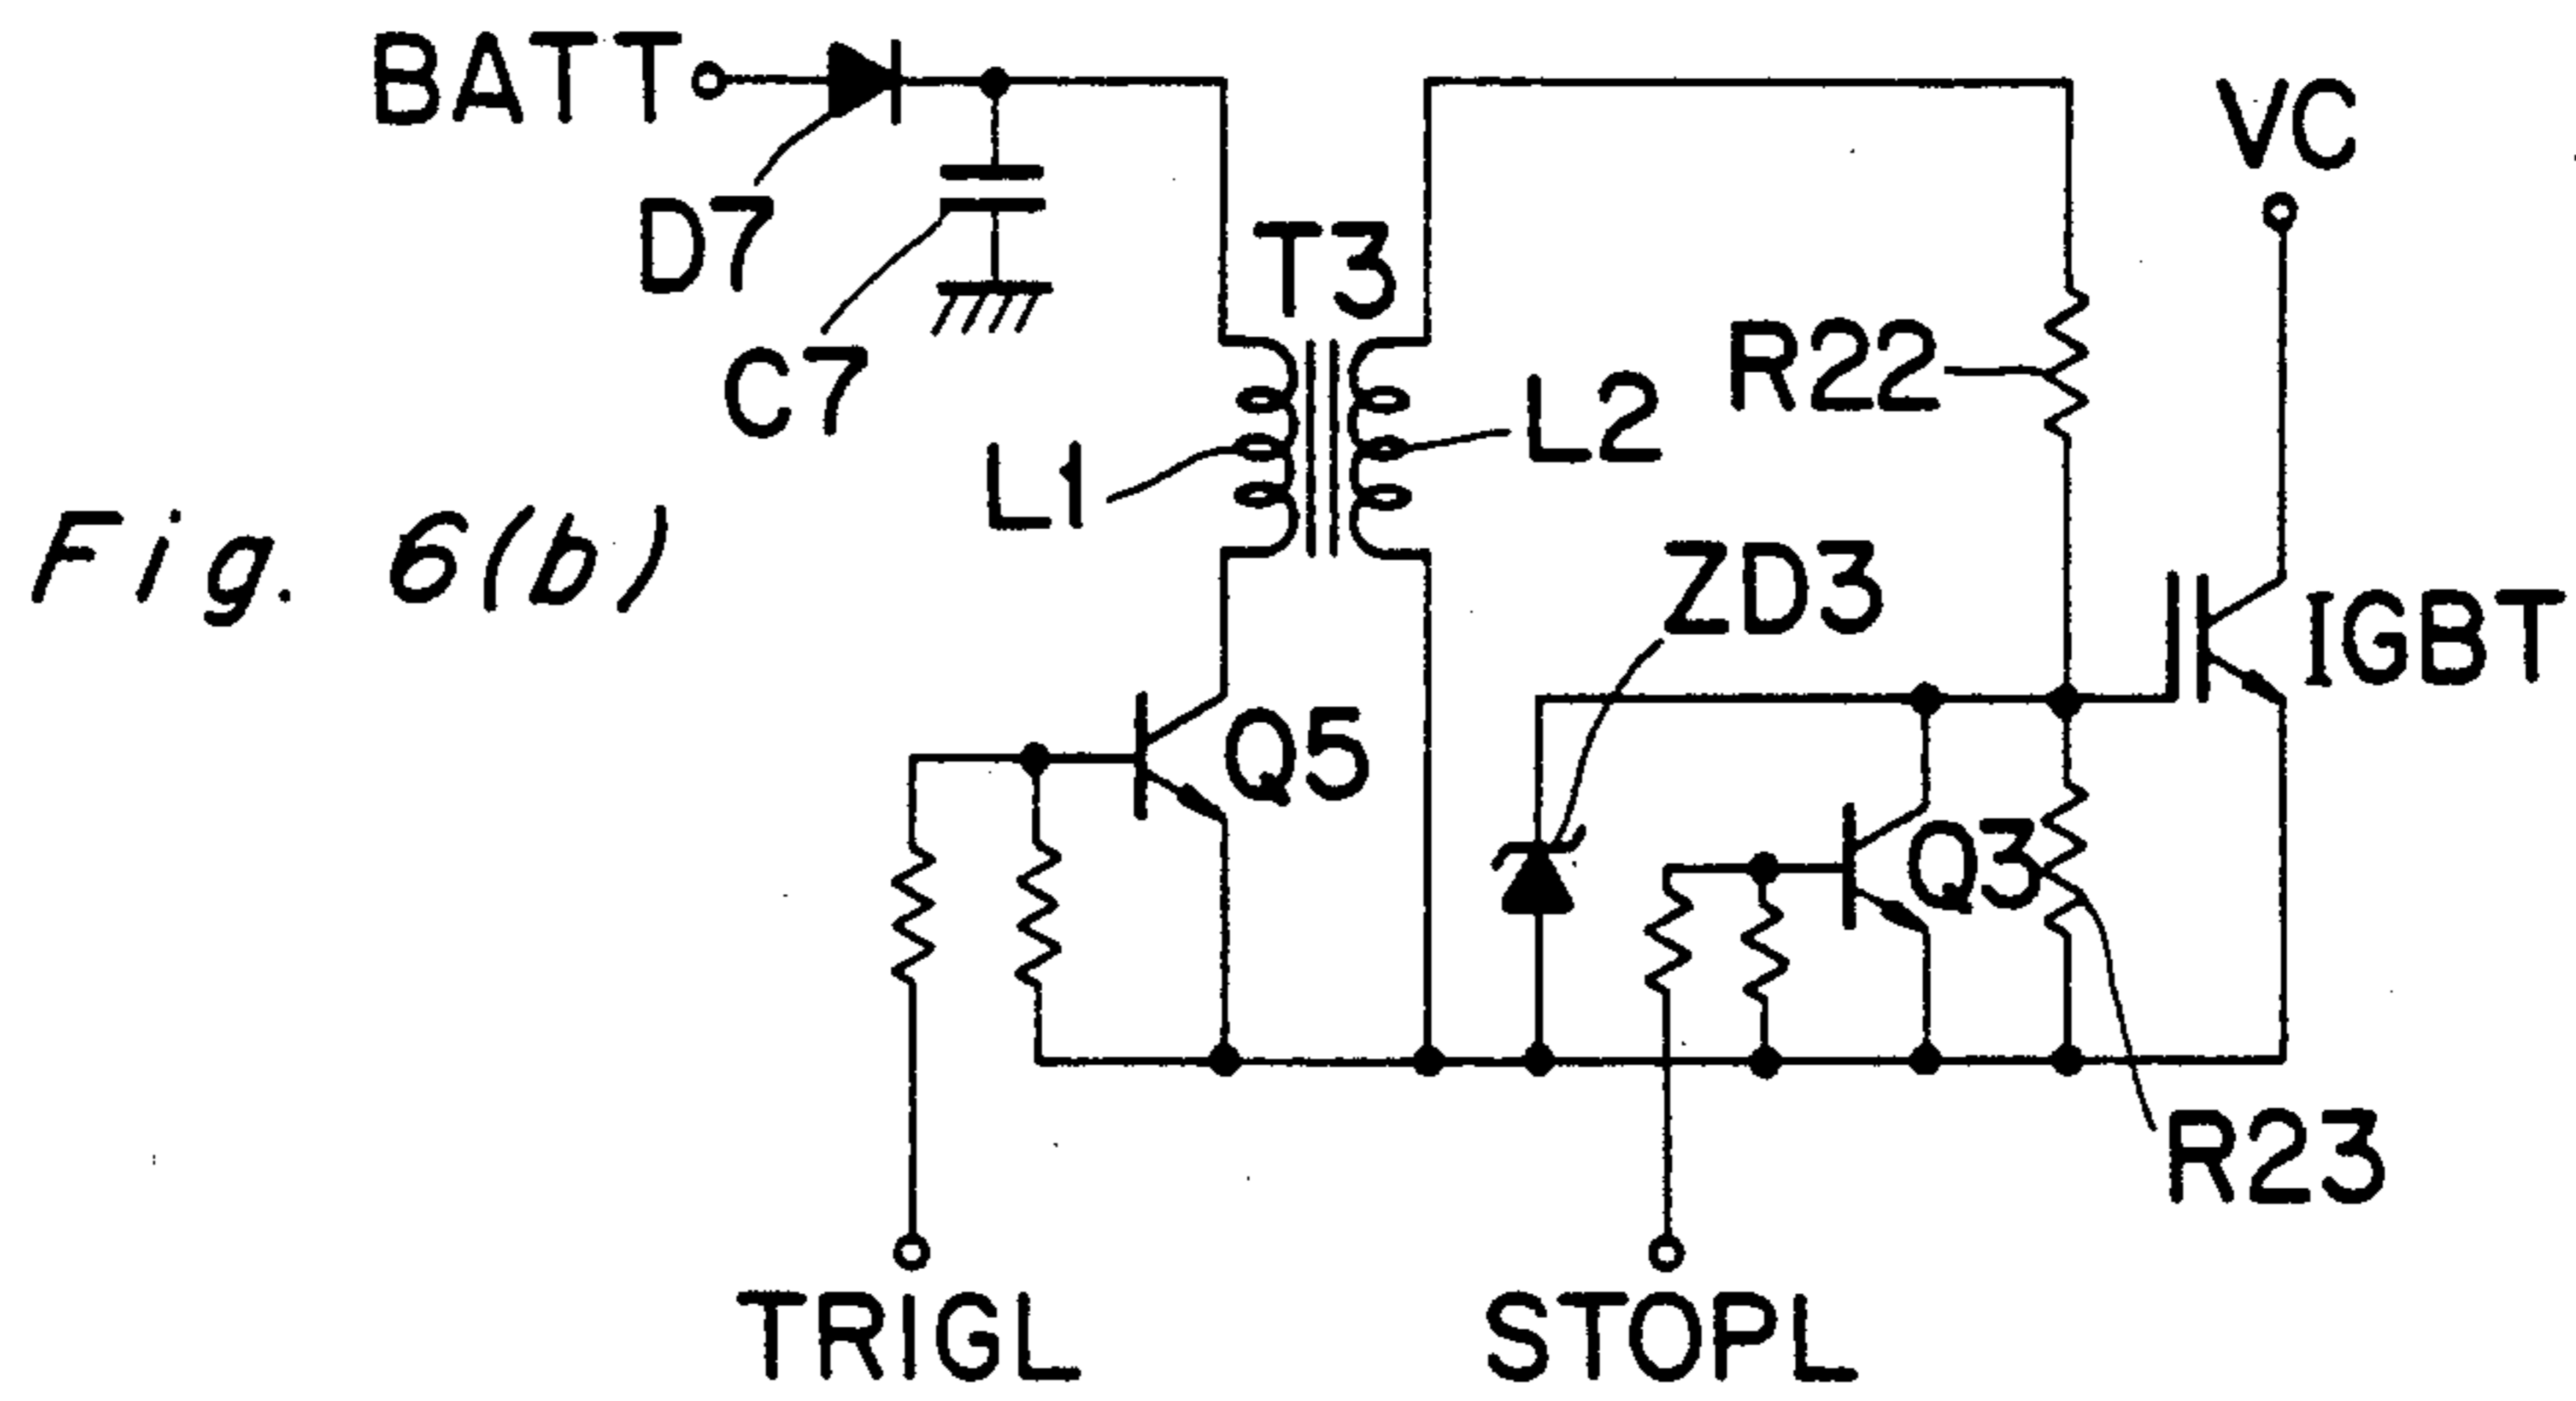 BATT
VC
D7
T3
C7
R22
L1
L2
Fig. 6(b)
ZD3
IGBT
Q5
Q3
R23
TRIGL
STOPL